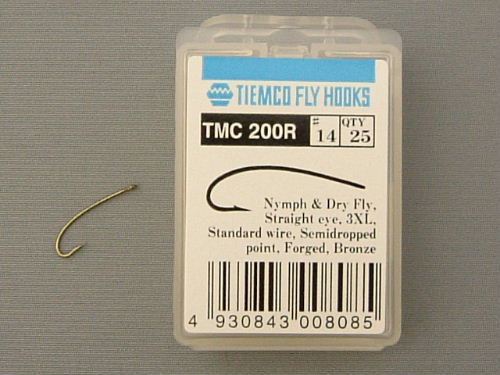 TIEMCO FLY HOOKS
TMC 200R # 14 QTY 25
Nymph & Dry Fly,
Straight eye, 3XL,
Standard wire, Semidropped
point, Forged, Bronze
4 930843 008085